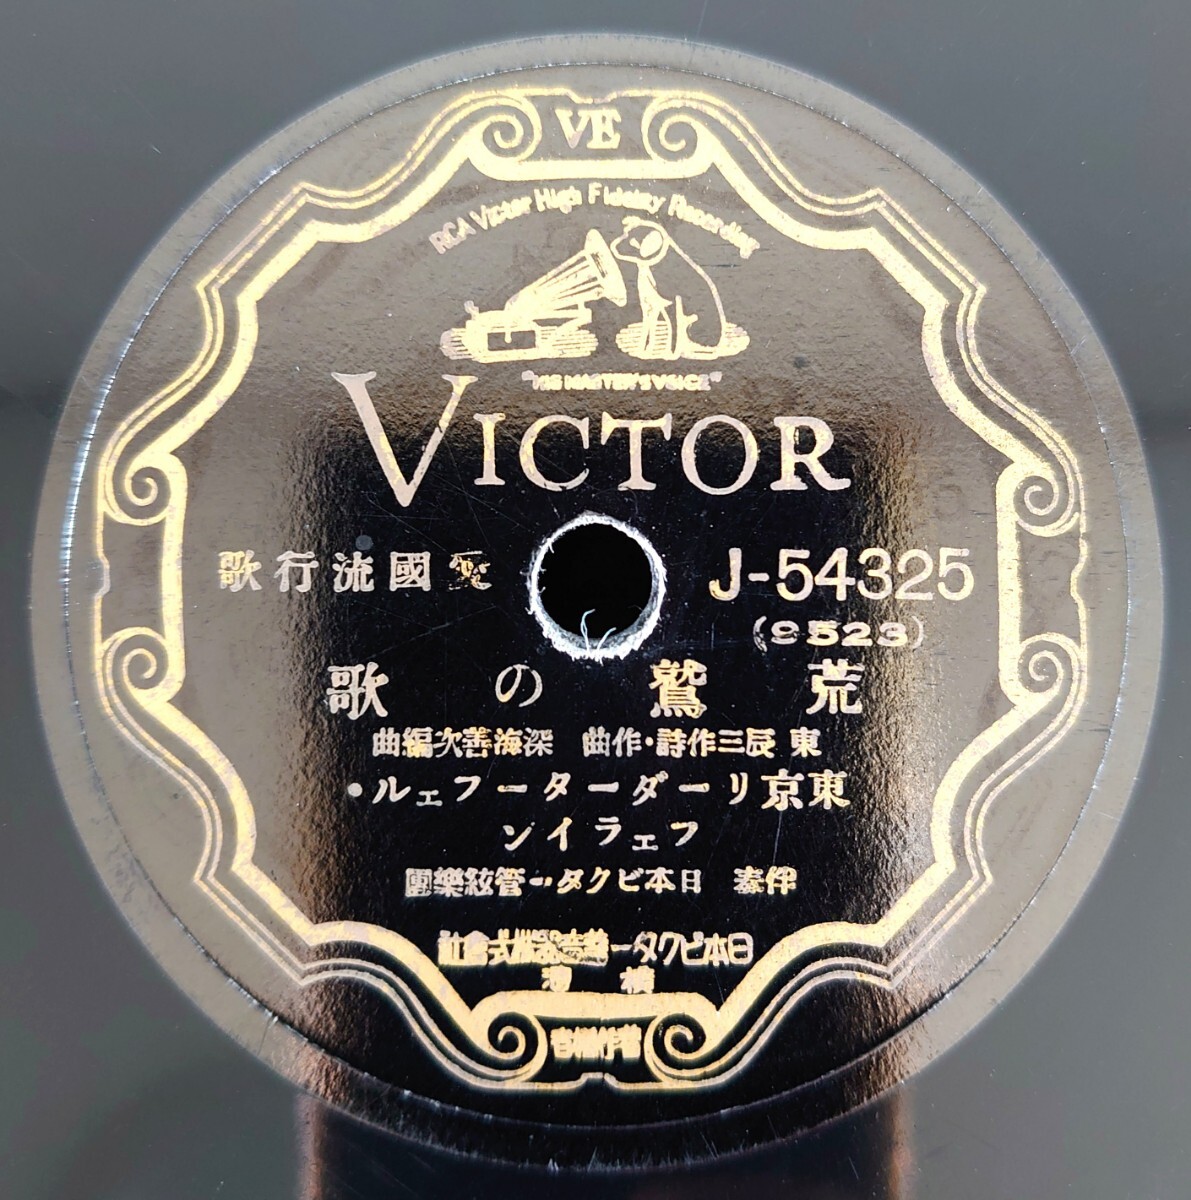 VE
RCA Victor High Fidelity Recording
"HIS MASTER'S VOICE"
VICTOR
愛國流行歌
J-54325
(9523)
荒鷲の歌
東辰三作詩・作曲 深海善次編曲
東京リーダーターフェル・
フェライン
伴奏 日本ビクター管絃樂團
日本ビクター蓄音器株式會社
横濱